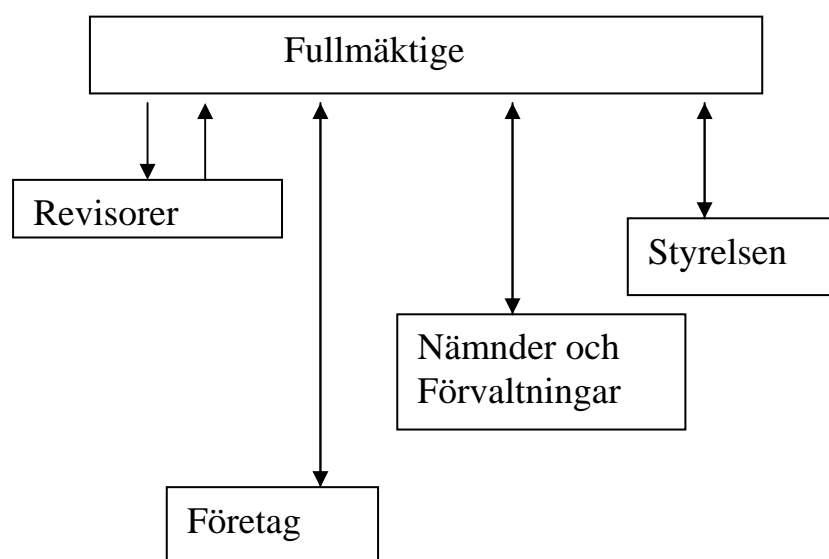 Fullmäktige
Revisorer
Styrelsen
Nämnder och
Förvaltningar
Företag